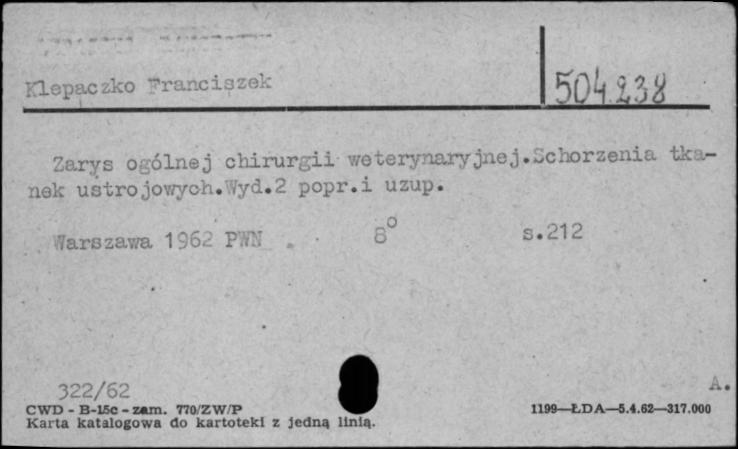 Klepaczko Franciszek
504238
Zarys ogólnej chirurgii weterynaryjnej.Schorzenia tka-
nek ustrojowych.Wyd.2 popr.i uzup.
Warszawa 1962 PWN . 8° s.212
322/62
A.
CWD - B-15c - zam. 770/ZW/P
1199—ŁDA—5.4.62—317.000
Karta katalogowa do kartoteki z jedną linią.